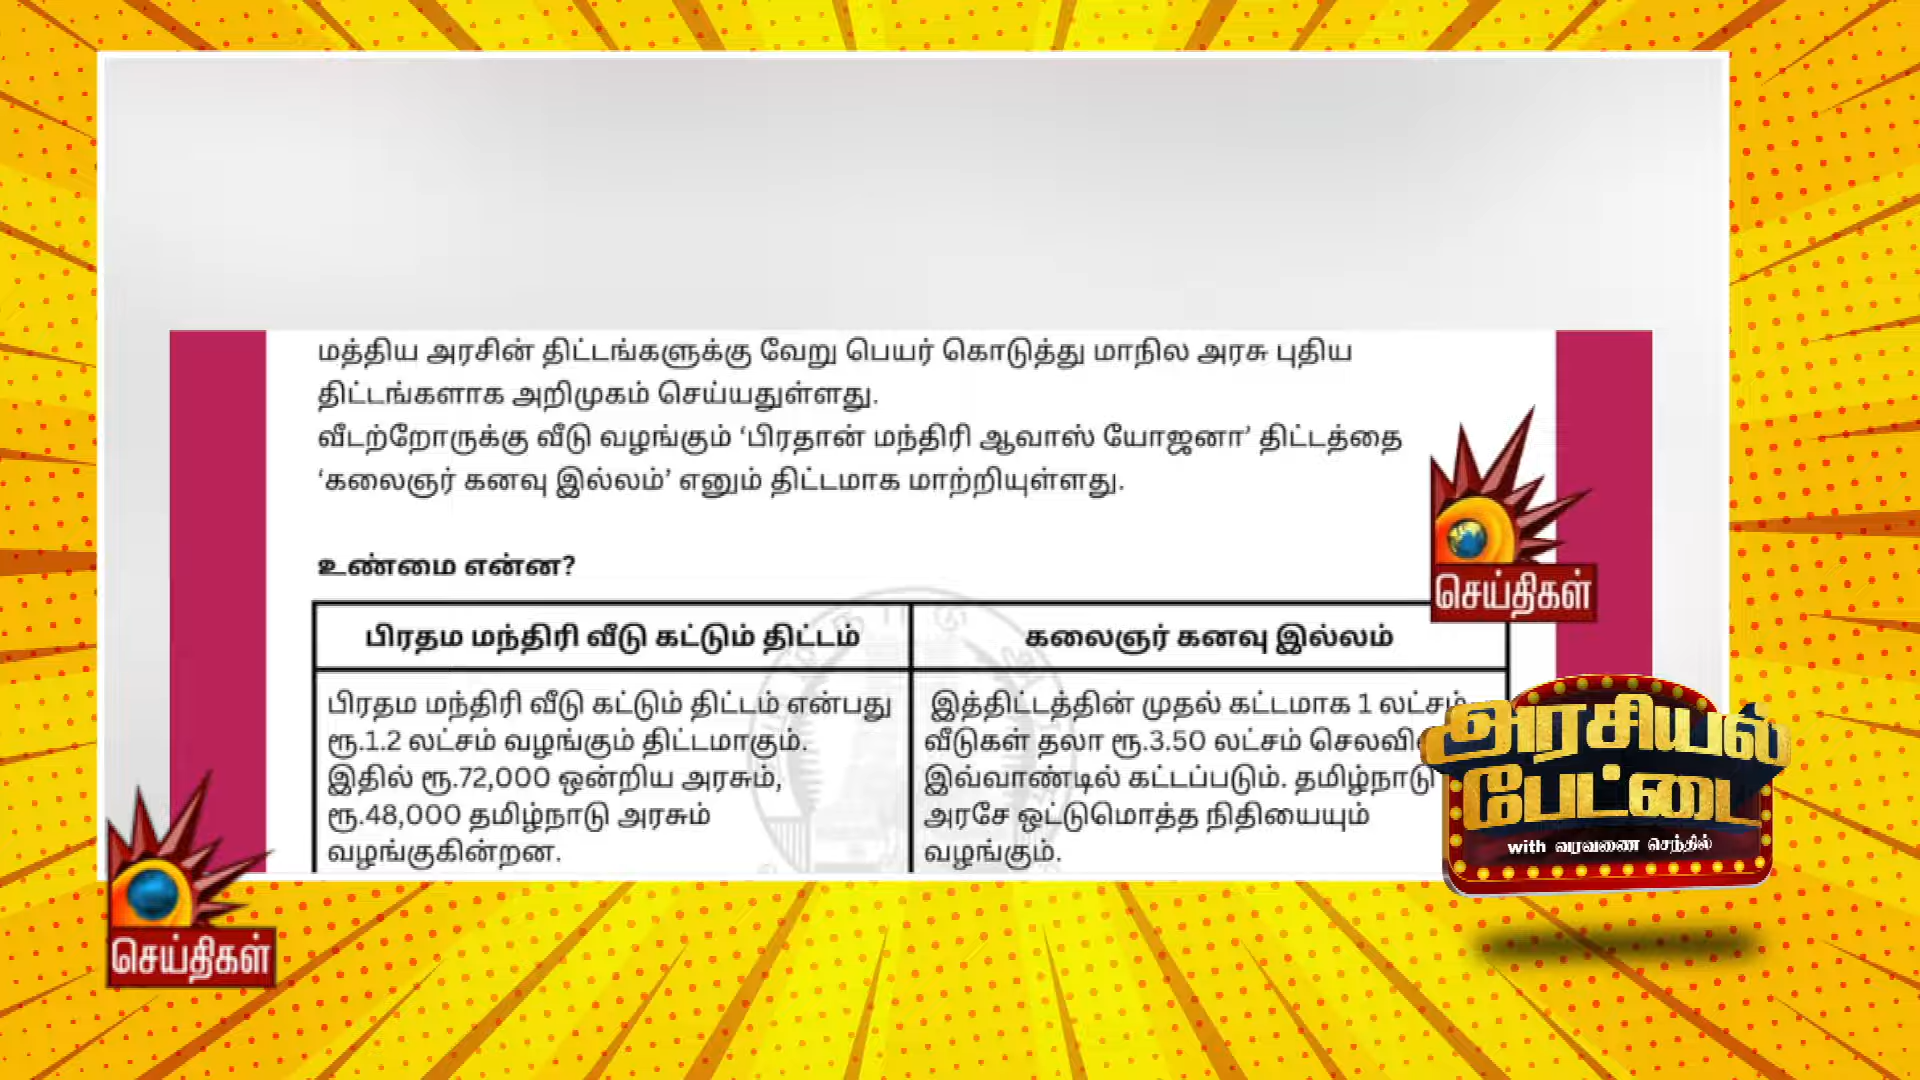 மத்திய அரசின் திட்டங்களுக்கு வேறு பெயர் கொடுத்து மாநில அரசு புதிய
திட்டங்களாக அறிமுகம் செய்யதுள்ளது.
வீடற்றோருக்கு வீடு வழங்கும் ‘பிரதான் மந்திரி ஆவாஸ் யோஜனா’ திட்டத்தை
‘கலைஞர் கனவு இல்லம்’ எனும் திட்டமாக மாற்றியுள்ளது.
உண்மை என்ன?
செய்திகள்
பிரதம மந்திரி வீடு கட்டும் திட்டம்
பிரதம மந்திரி வீடு கட்டும் திட்டம் என்பது
ரூ.1.2 லட்சம் வழங்கும் திட்டமாகும்.
இதில் ரூ.72,000 ஒன்றிய அரசும்,
ரூ.48,000 தமிழ்நாடு அரசும்
வழங்குகின்றன.
கலைஞர் கனவு இல்லம்
இத்திட்டத்தின் முதல் கட்டமாக 1 லட்சம்
வீடுகள் தலா ரூ.3.50 லட்சம்
இவ்வாண்டில் கட்டப்படும். தமிழ்நாடு
அரசே ஒட்டுமொத்த நிதியையும்
வழங்கும்.
அரசியல்
பேட்டை
with வரவணை செந்தில்
செய்திகள்